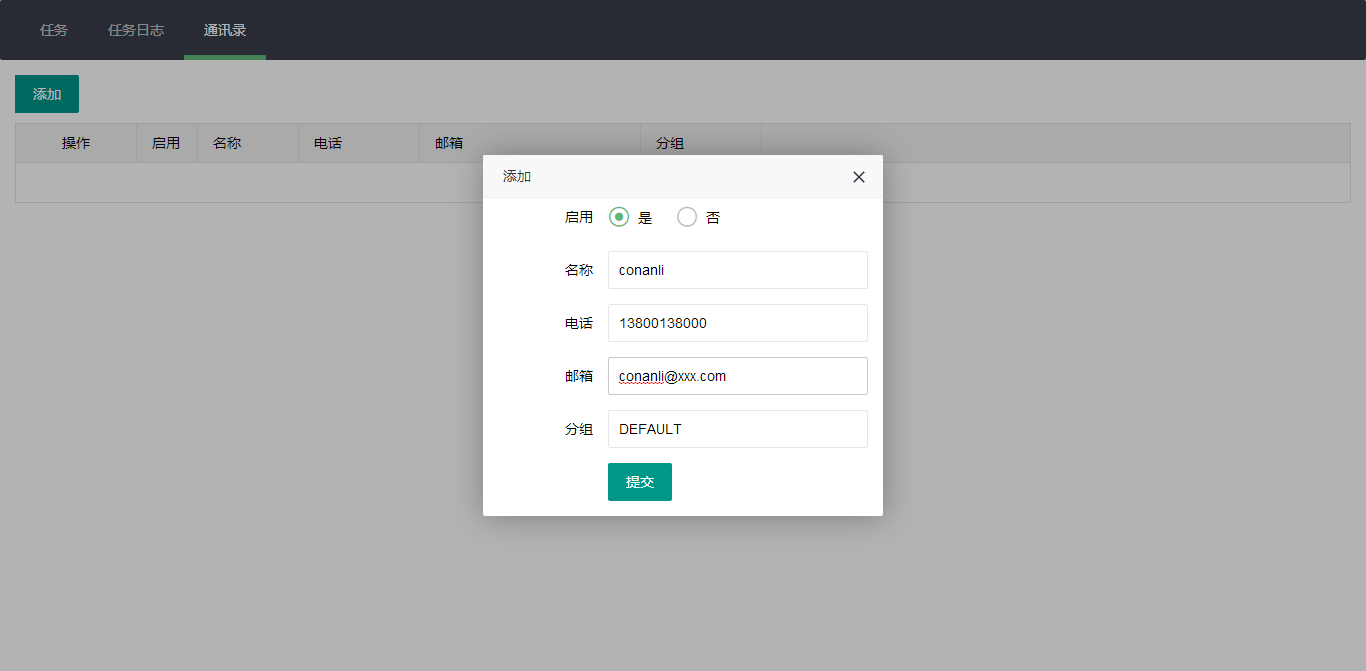 任务 任务日志 通讯录
添加
操作 启用 名称 电话 邮箱 分组
添加
启用 是 否
名称 conanli
电话 13800138000
邮箱 conanli@xxx.com
分组 DEFAULT
提交